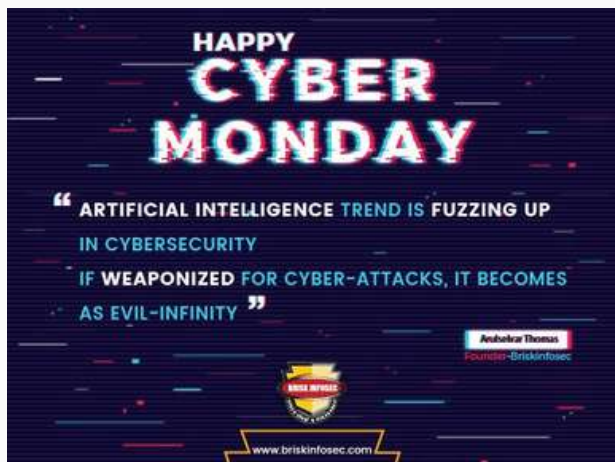 HAPPY
CYBER
MONDAY
“ ARTIFICIAL INTELLIGENCE TREND IS FUZZING UP
IN CYBERSECURITY
IF WEAPONIZED FOR CYBER-ATTACKS, IT BECOMES
AS EVIL-INFINITY ”
Arulselvar Thomas
Founder-Briskinfosec
BRISK INFOSEC
www.briskinfosec.com